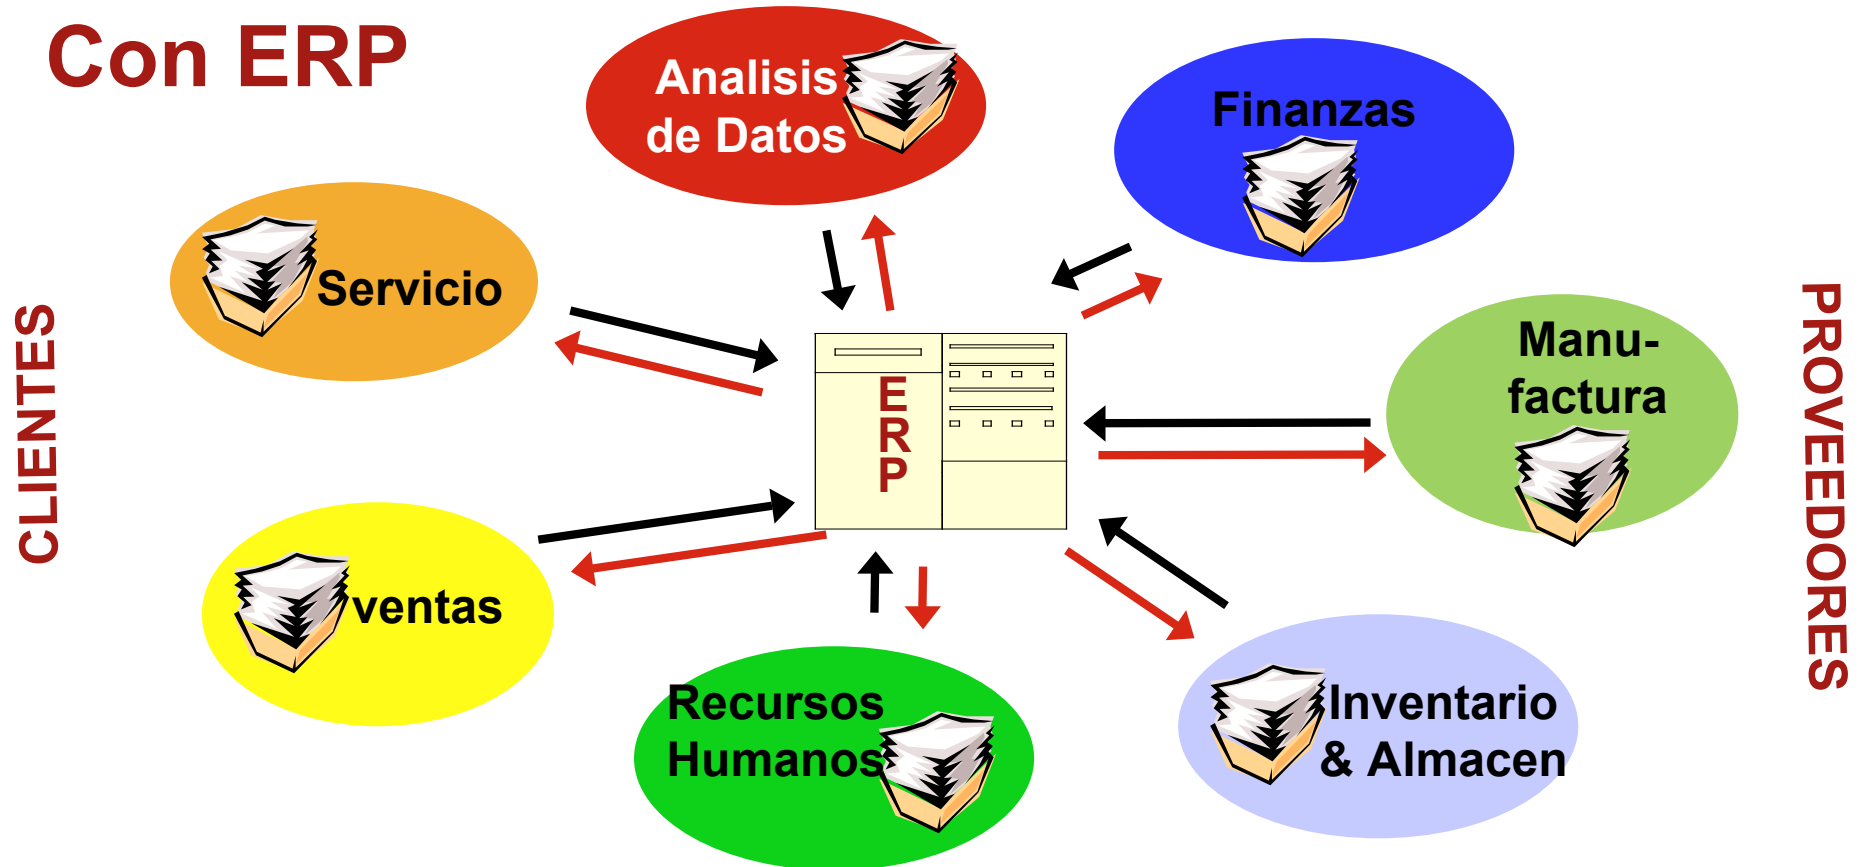 Con ERP
Analisis
de Datos
Finanzas
Servicio
Manu-
factura
CLIENTES
PROVEEDORES
E
R
P
ventas
Recursos
Humanos
Inventario
& Almacen